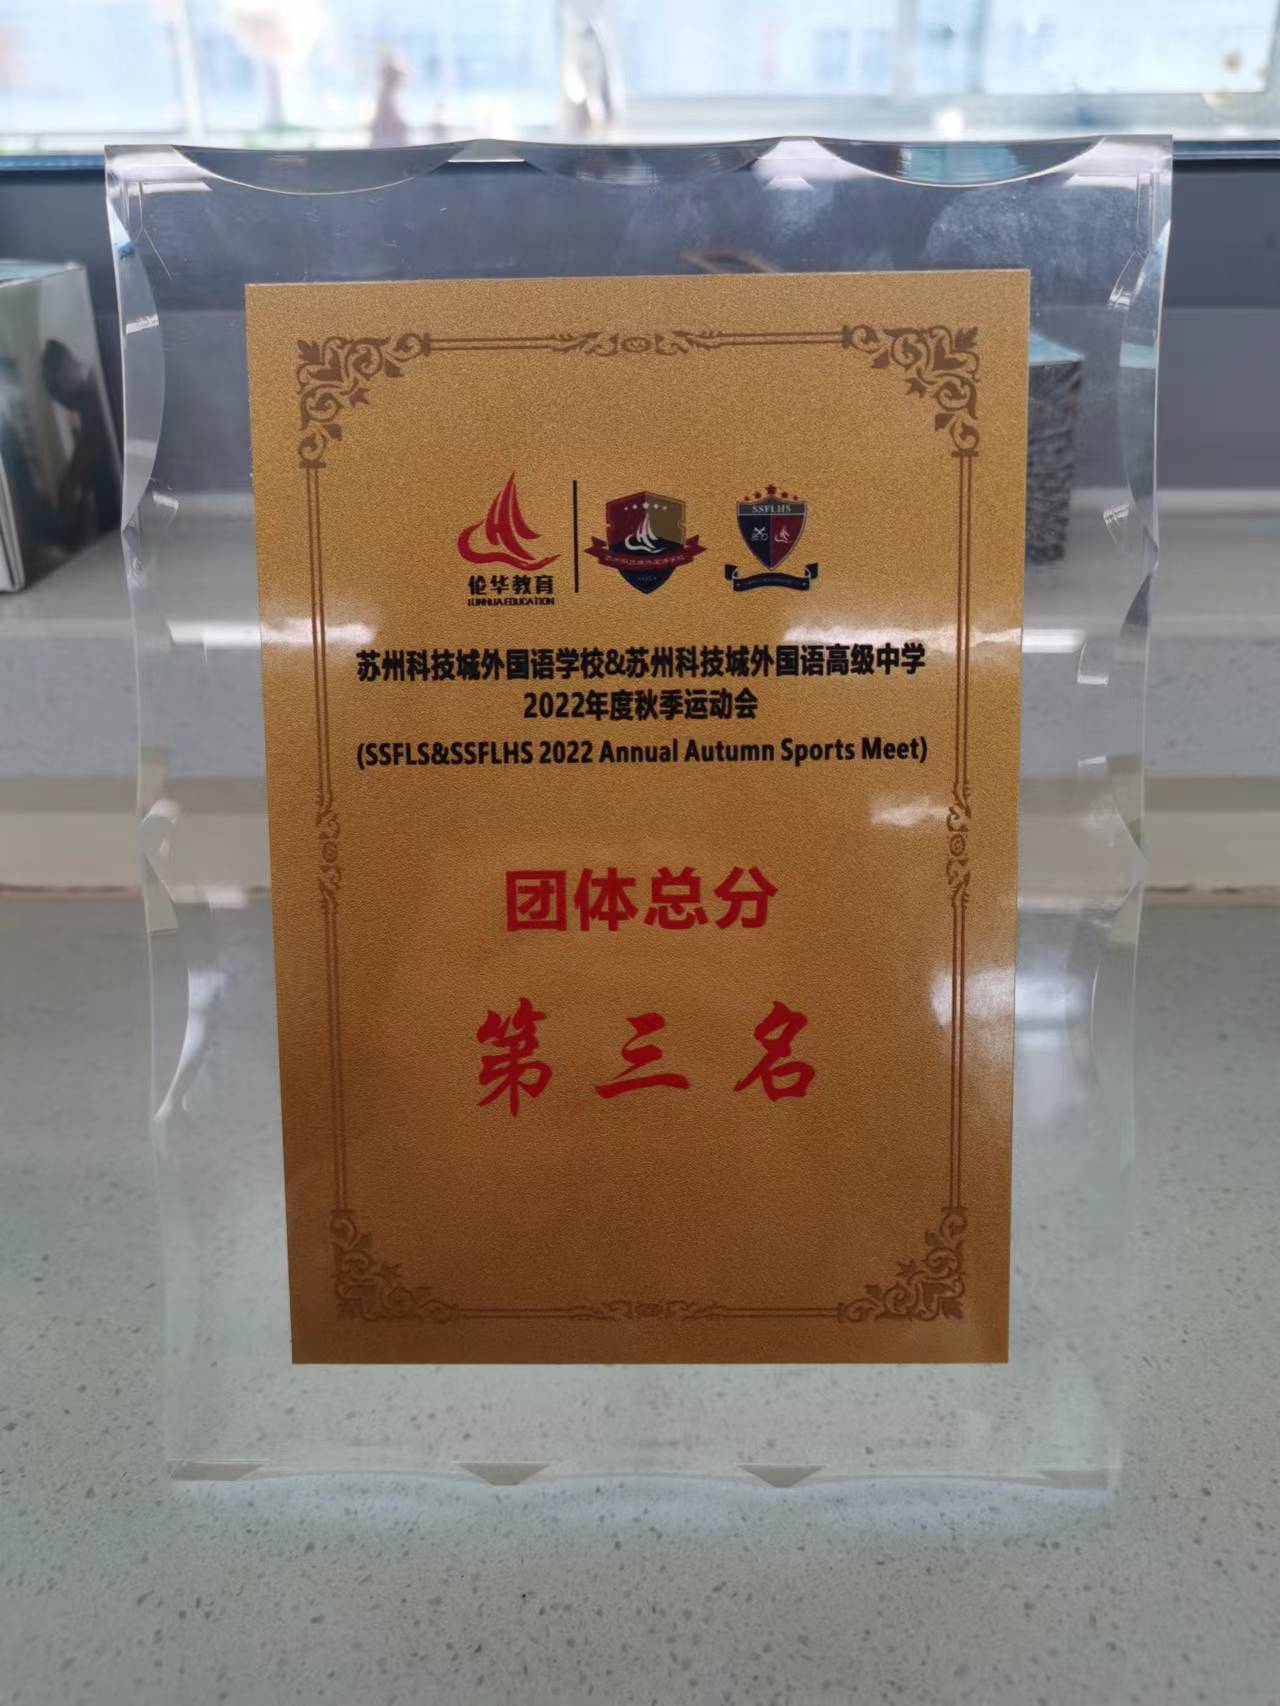 伦华教育
LUNHUA EDUCATION
SSFLHS
苏州科技城外国语学校&苏州科技城外国语高级中学
2022年度秋季运动会
(SSFLS&SSFLHS 2022 Annual Autumn Sports Meet)
团体总分
第三名